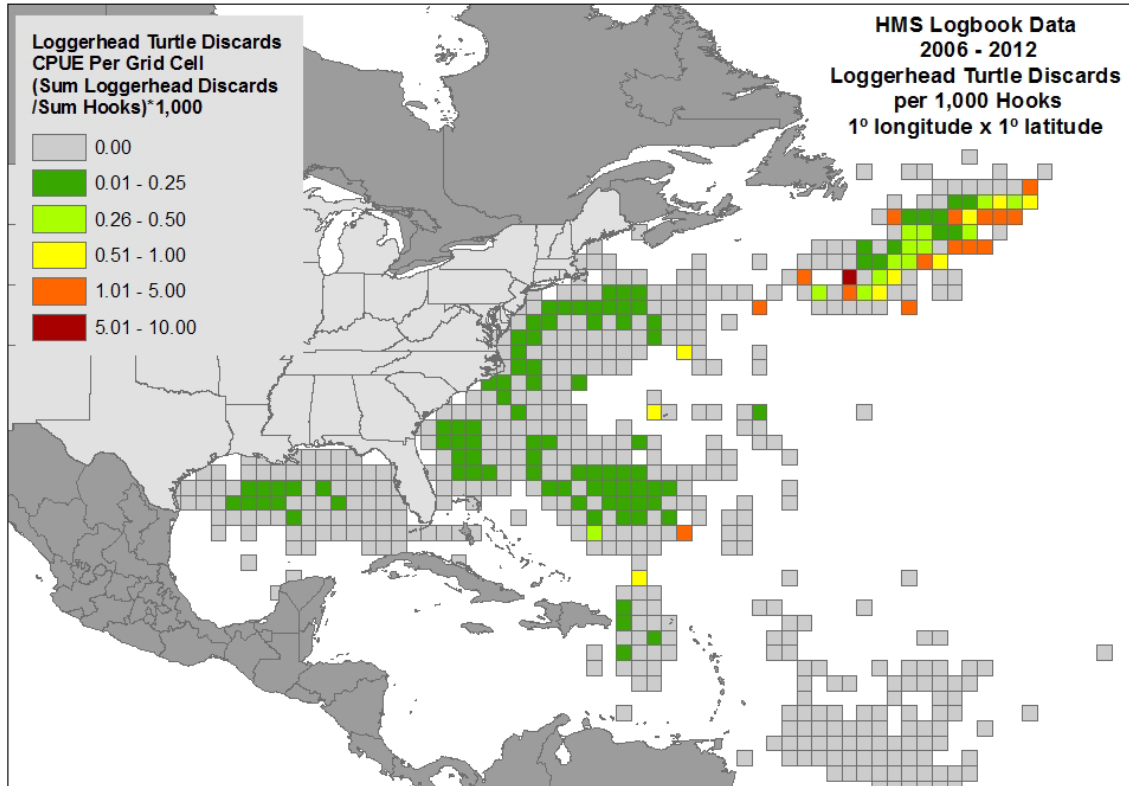 Loggerhead Turtle Discards
CPUE Per Grid Cell
(Sum Loggerhead Discards
/Sum Hooks)*1,000
0.00
0.01 - 0.25
0.26 - 0.50
0.51 - 1.00
1.01 - 5.00
5.01 - 10.00
HMS Logbook Data
2006 - 2012
Loggerhead Turtle Discards
per 1,000 Hooks
1º longitude x 1º latitude